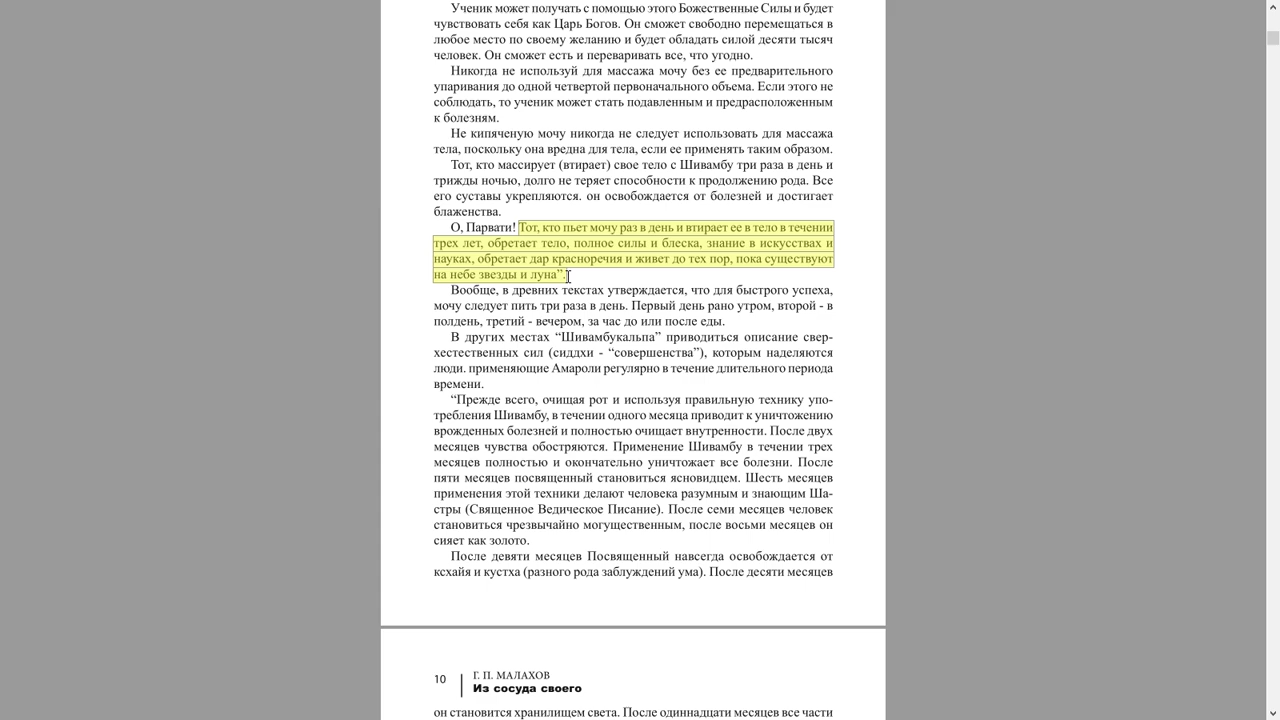 Ученик может получать с помощью этого Божественные Силы и будет
чувствовать себя как Царь Богов. Он сможет свободно перемещаться в
любое место по своему желанию и будет обладать силой десяти тысяч
человек. Он сможет есть и переваривать все, что угодно.
Никогда не используй для массажа мочу без ее предварительного
упаривания до одной четвертой первоначального объема. Если этого не
соблюдать, то ученик может стать подавленным и предрасположенным
к болезням.
Не кипяченую мочу никогда не следует использовать для массажа
тела, поскольку она вредна для тела, если ее применять таким образом.
Тот, кто массирует (втирает) свое тело с Шивамбу три раза в день и
трижды ночью, долго не теряет способности к продолжению рода. Все
его суставы укрепляются. он освобождается от болезней и достигает
блаженства.
О, Парвати! Тот, кто пьет мочу раз в день и втирает ее в тело в течении
трех лет, обретает тело, полное силы и блеска, знание в искусствах и
науках, обретает дар красноречия и живет до тех пор, пока существуют
на небе звезды и луна”.
Вообще, в древних текстах утверждается, что для быстрого успеха,
мочу следует пить три раза в день. Первый день рано утром, второй - в
полдень, третий - вечером, за час до или после еды.
В других местах “Шивамбукальпа” приводиться описание свер-
хестественных сил (сиддхи - “совершенства”), которым наделяются
люди. применяющие Амароли регулярно в течение длительного периода
времени.
“Прежде всего, очищая рот и используя правильную технику упо-
требления Шивамбу, в течении одного месяца приводит к уничтожению
врожденных болезней и полностью очищает внутренности. После двух
месяцев чувства обостряются. Применение Шивамбу в течении трех
месяцев полностью и окончательно уничтожает все болезни. После
пяти месяцев посвященный становиться ясновидцем. Шесть месяцев
применения этой техники делают человека разумным и знающим Ша-
стры (Священное Ведическое Писание). После семи месяцев человек
становиться чрезвычайно могущественным, после восьми месяцев он
сияет как золото.
После девяти месяцев Посвященный навсегда освобождается от
ксхайя и кустха (разного рода заблуждений ума). После десяти месяцев
10
Г. П. МАЛАХОВ
Из сосуда своего
он становится хранилищем света. После одиннадцати месяцев все части